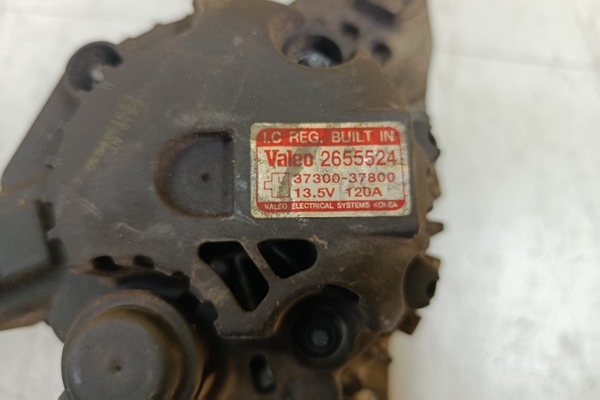 I.C REG. BUILT IN
Valeo 2655524
37300-37800
13.5V 120A
VALEO ELECTRICAL SYSTEMS KOREA